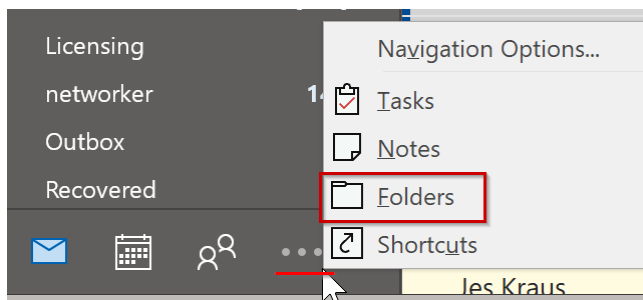 Licensing
networker
Outbox
Recovered
Navigation Options...
Tasks
Notes
Folders
Shortcuts
Jes Kraus